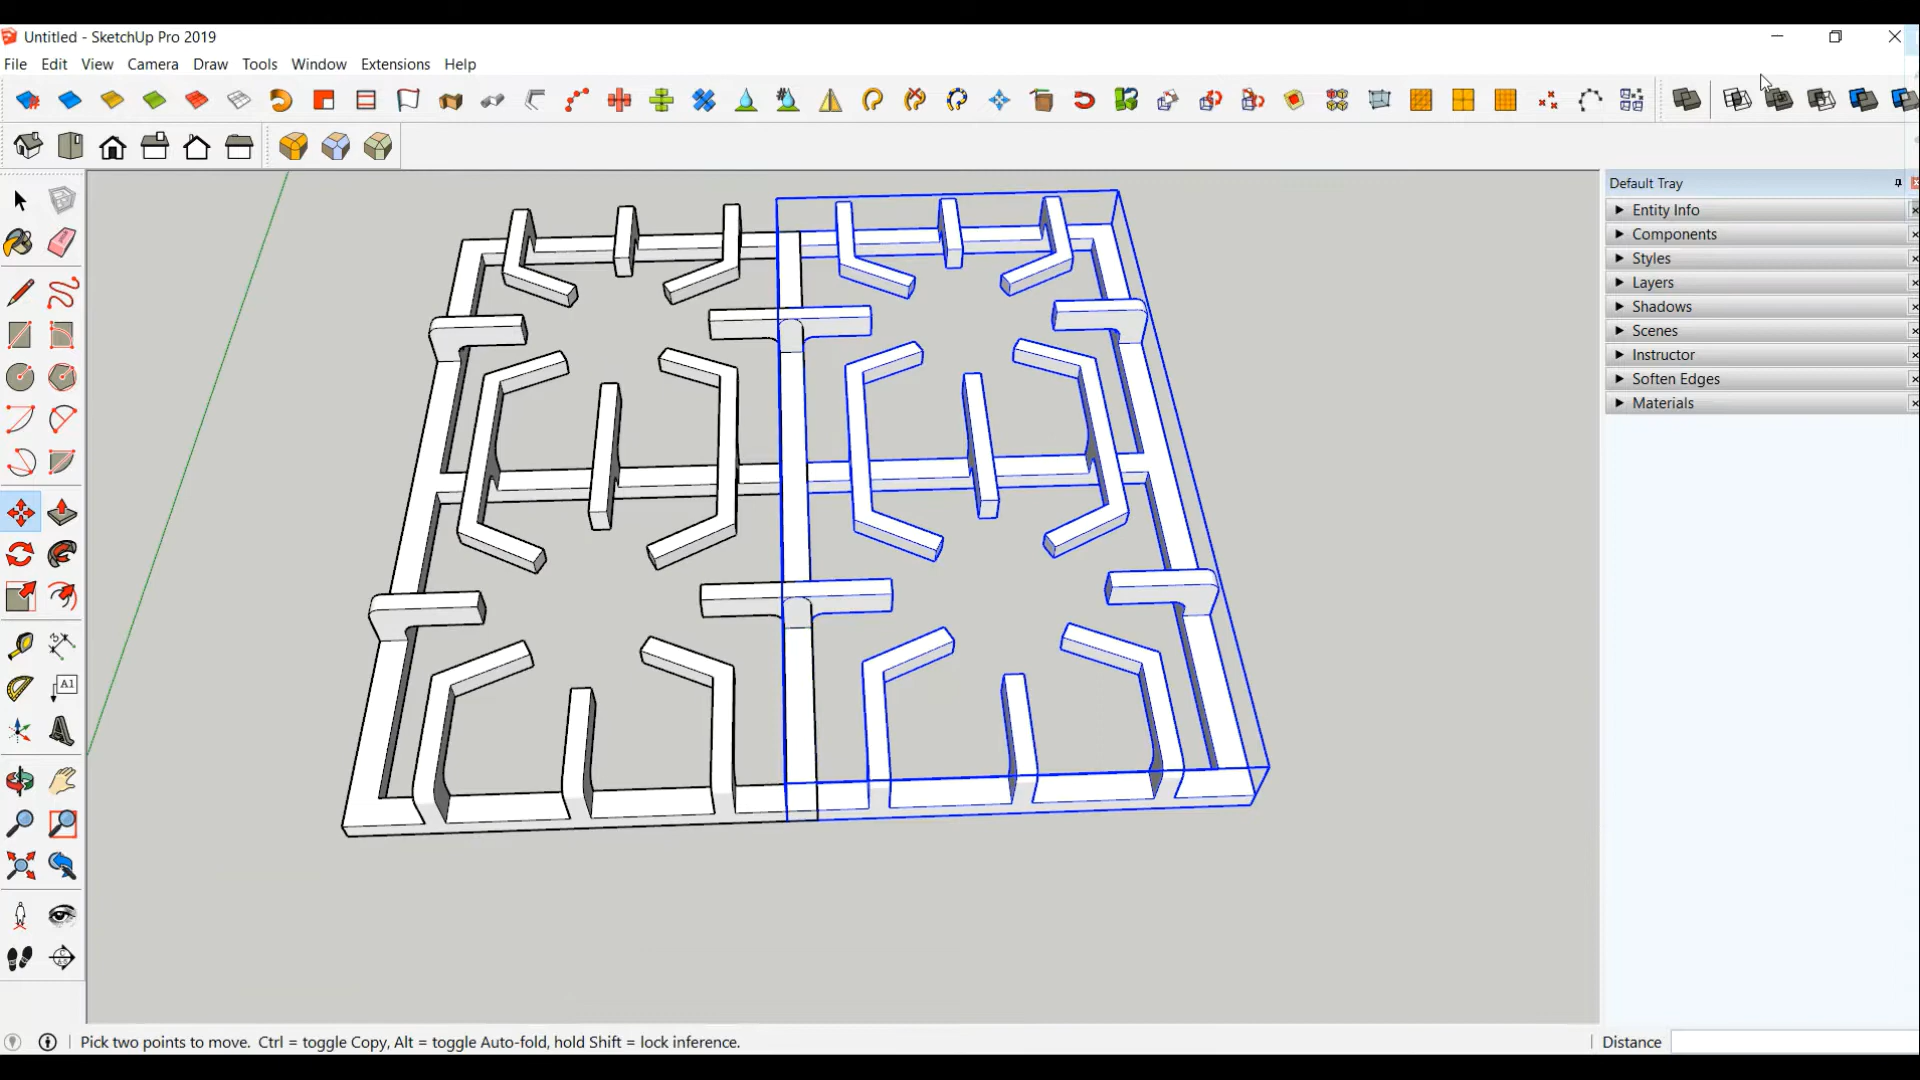 Untitled - SketchUp Pro 2019
File Edit View Camera Draw Tools Window Extensions Help
Default Tray
Entity Info
Components
Styles
Layers
Shadows
Scenes
Instructor
Soften Edges
Materials
A1
Pick two points to move. Ctrl = toggle Copy, Alt = toggle Auto-fold, hold Shift = lock inference.
Distance